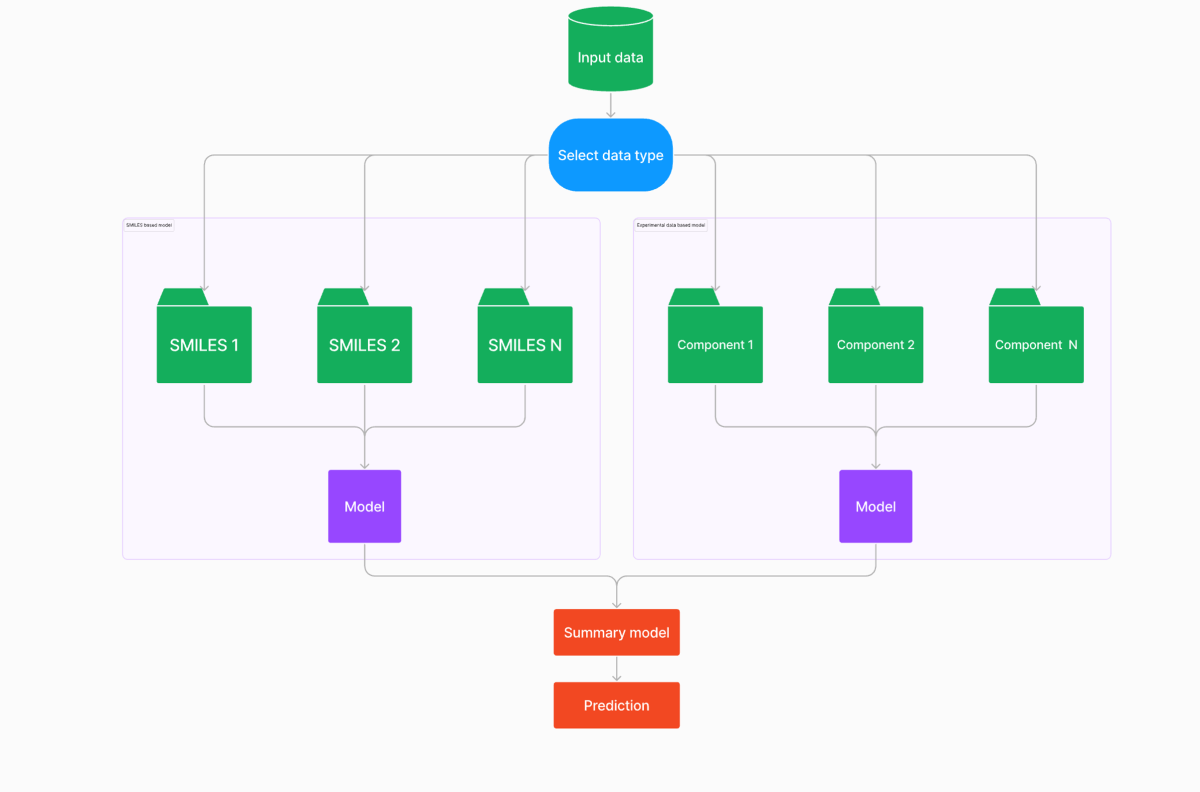 Input data
Select data type
SMILES based model
Experimental data based model
SMILES 1
SMILES 2
SMILES N
Component 1
Component 2
Component  N
Model
Model
Summary model
Prediction